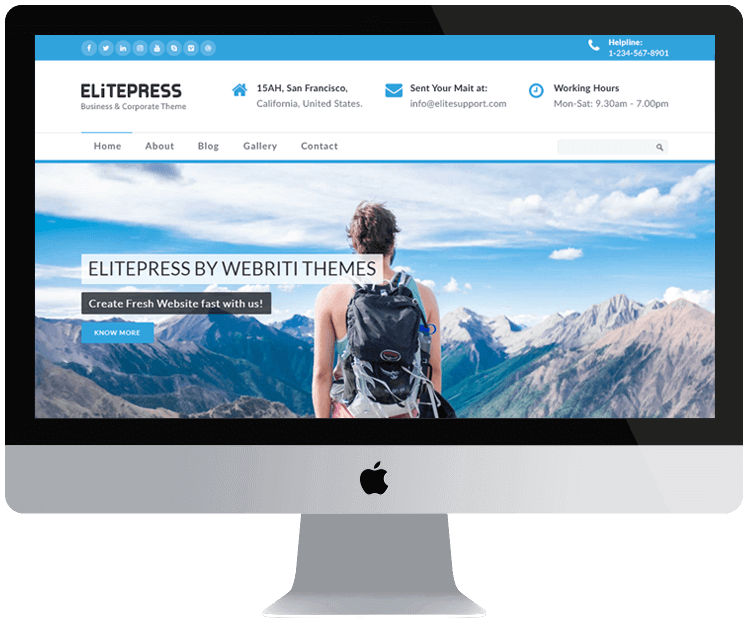 Helpline:
1-234-567-8901
ELiTEPRESS
Business & Corporate Theme
15AH, San Francisco,
California, United States.
Sent Your Mait at:
info@elitesupport.com
Working Hours
Mon-Sat: 9.30am - 7.00pm
Home About Blog Gallery Contact
ELITEPRESS BY WEBRITI THEMES
Create Fresh Website fast with us!
KNOW MORE